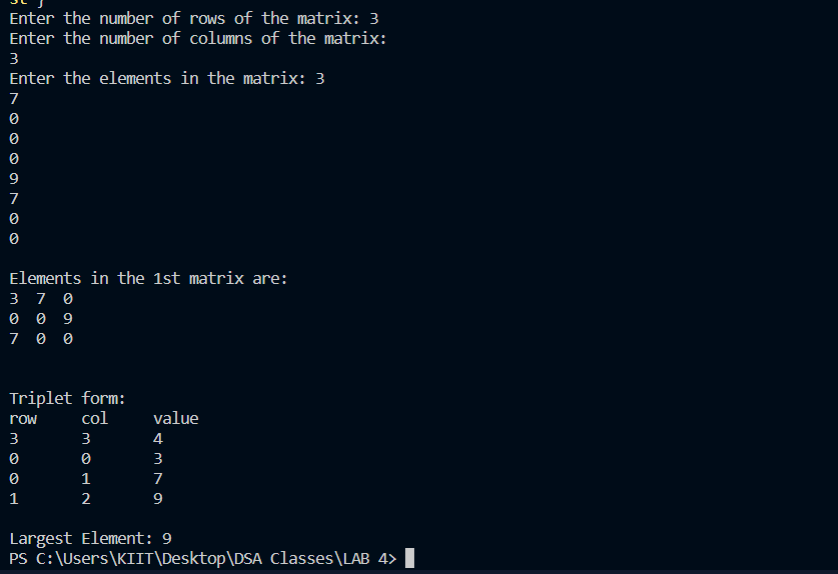 Enter the number of rows of the matrix: 3
Enter the number of columns of the matrix:
3
Enter the elements in the matrix: 3
7
0
0
0
9
7
0
0
Elements in the 1st matrix are:
3 7 0
0 0 9
7 0 0
Triplet form:
row col value
3 3 4
0 0 3
0 1 7
1 2 9
Largest Element: 9
PS C:\Users\KIIT\Desktop\DSA Classes\LAB 4>